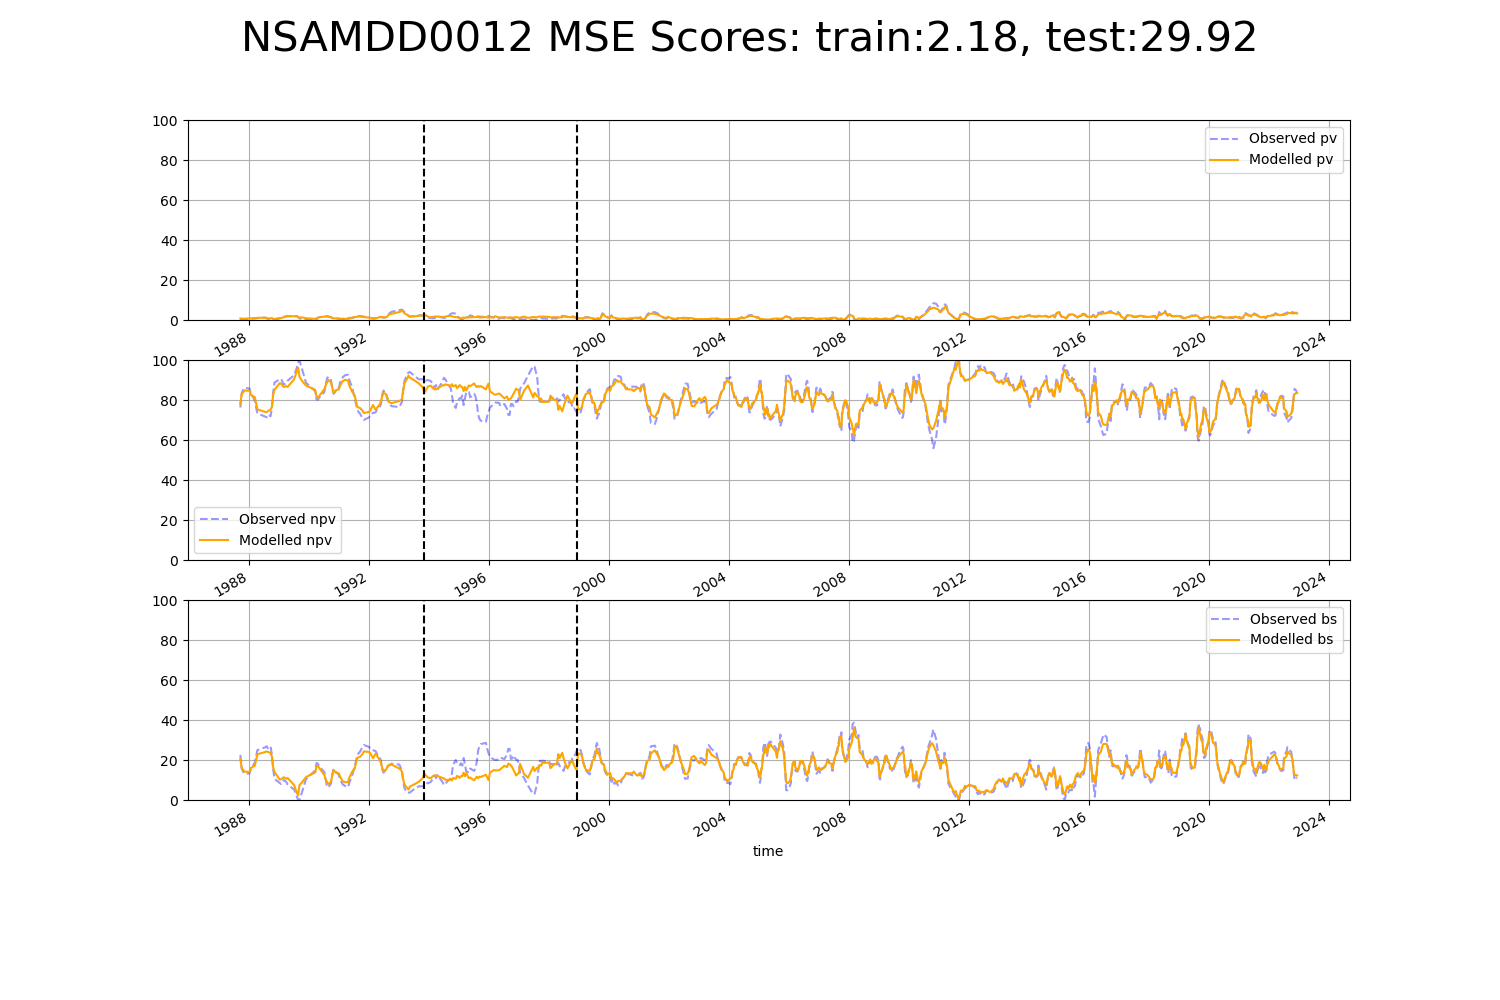 NSAMDD0012 MSE Scores: train:2.18, test:29.92
100
80
60
40
20
0
Observed pv
Modelled pv
1988 1992 1996 2000 2004 2008 2012 2016 2020 2024
100
80
60
40
20
0
Observed npv
Modelled npv
1988 1992 1996 2000 2004 2008 2012 2016 2020 2024
100
80
60
40
20
0
Observed bs
Modelled bs
1988 1992 1996 2000 2004 2008 2012 2016 2020 2024
time